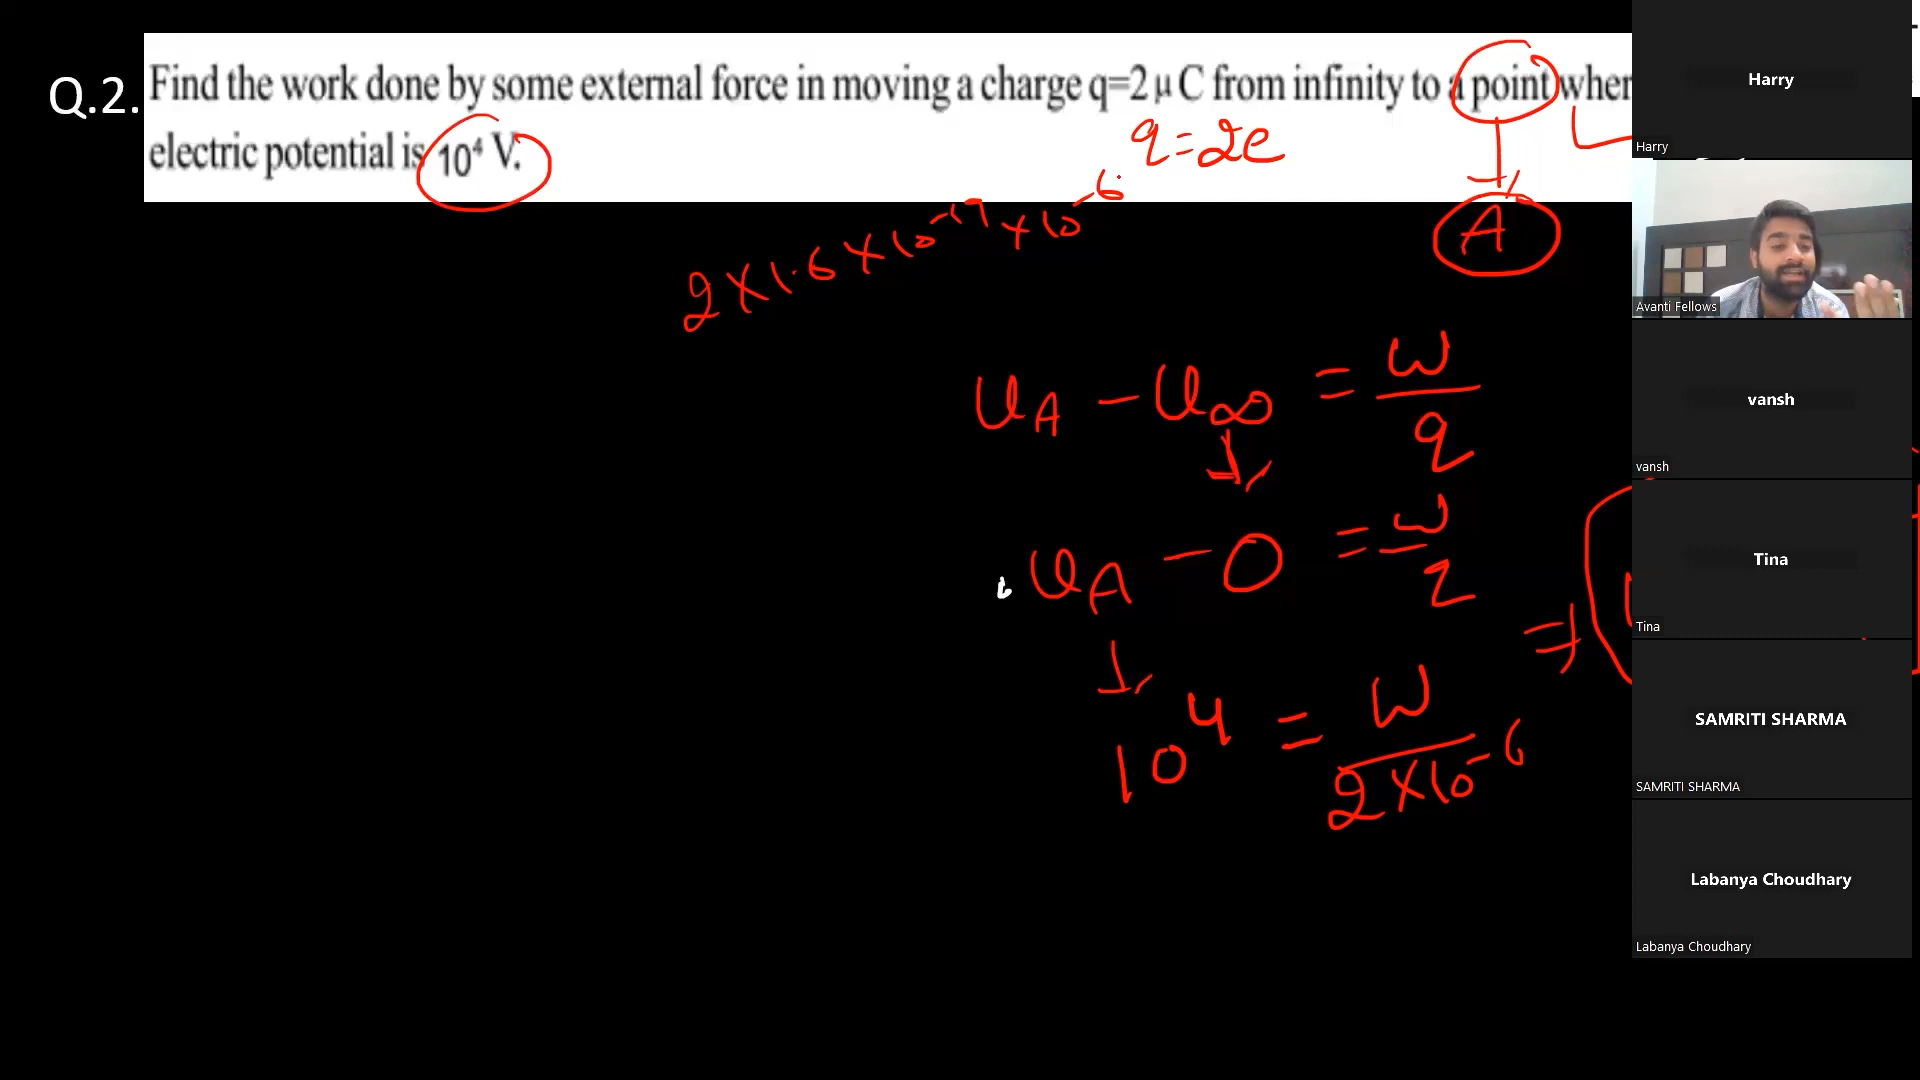 Q.2. Find the work done by some external force in moving a charge q=2 μ C from infinity to a point wher
electric potential is 10⁴ V.
q = 2e
2 × 1.6 × 10⁻¹⁹ × 10⁻⁶
A
U_A − U_∞ = W/q
U_A − 0 = W/q
⇒
10⁴ = W/(2 × 10⁻⁶)
Harry
Harry
Avanti Fellows
vansh
vansh
Tina
Tina
SAMRITI SHARMA
SAMRITI SHARMA
Labanya Choudhary
Labanya Choudhary